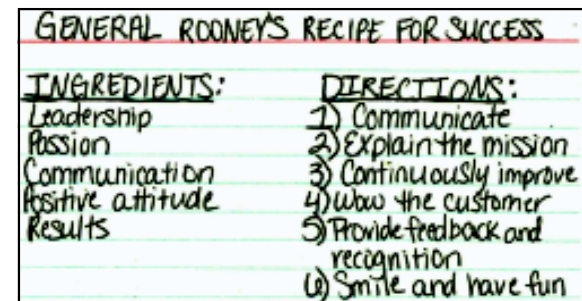 GENERAL ROONEY'S RECIPE FOR SUCCESS
INGREDIENTS:
Leadership
Passion
Communication
Positive attitude
Results
DIRECTIONS:
1) Communicate
2) Explain the mission
3) Continuously improve
4) Wow the customer
5) Provide feedback and
recognition
6) Smile and have fun